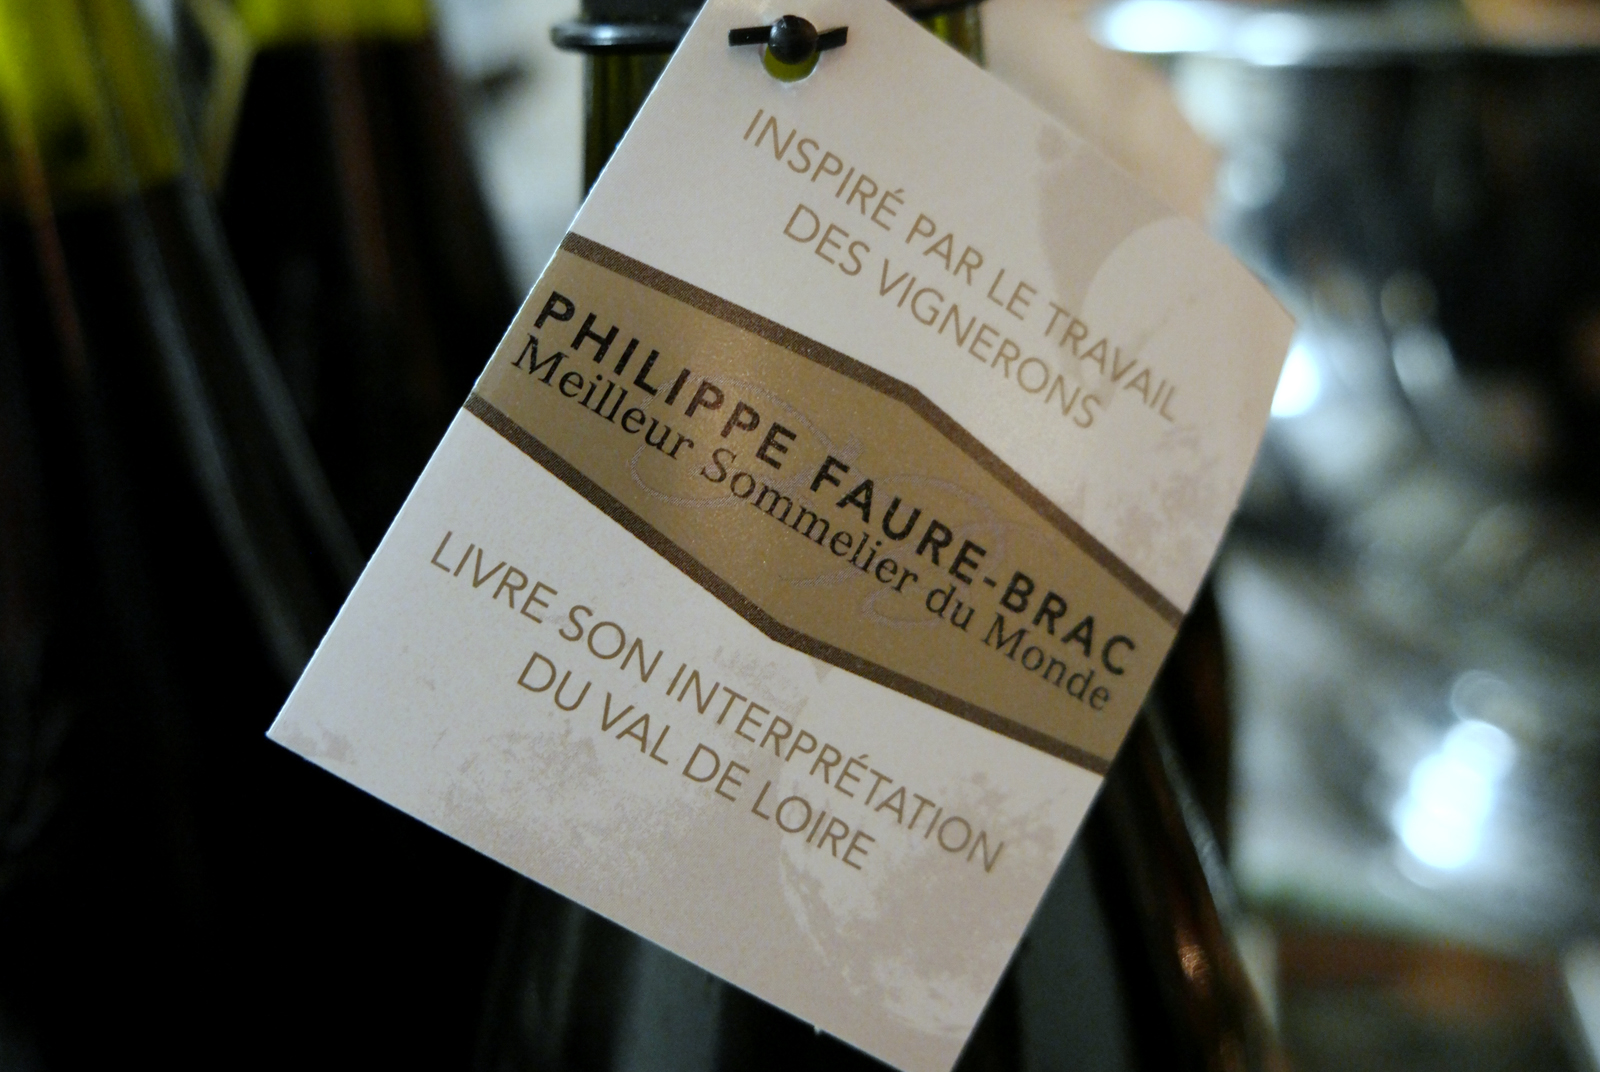 INSPIRÉ PAR LE TRAVAIL
DES VIGNERONS
PHILIPPE FAURE-BRAC
Meilleur Sommelier du Monde
LIVRE SON INTERPRÉTATION
DU VAL DE LOIRE